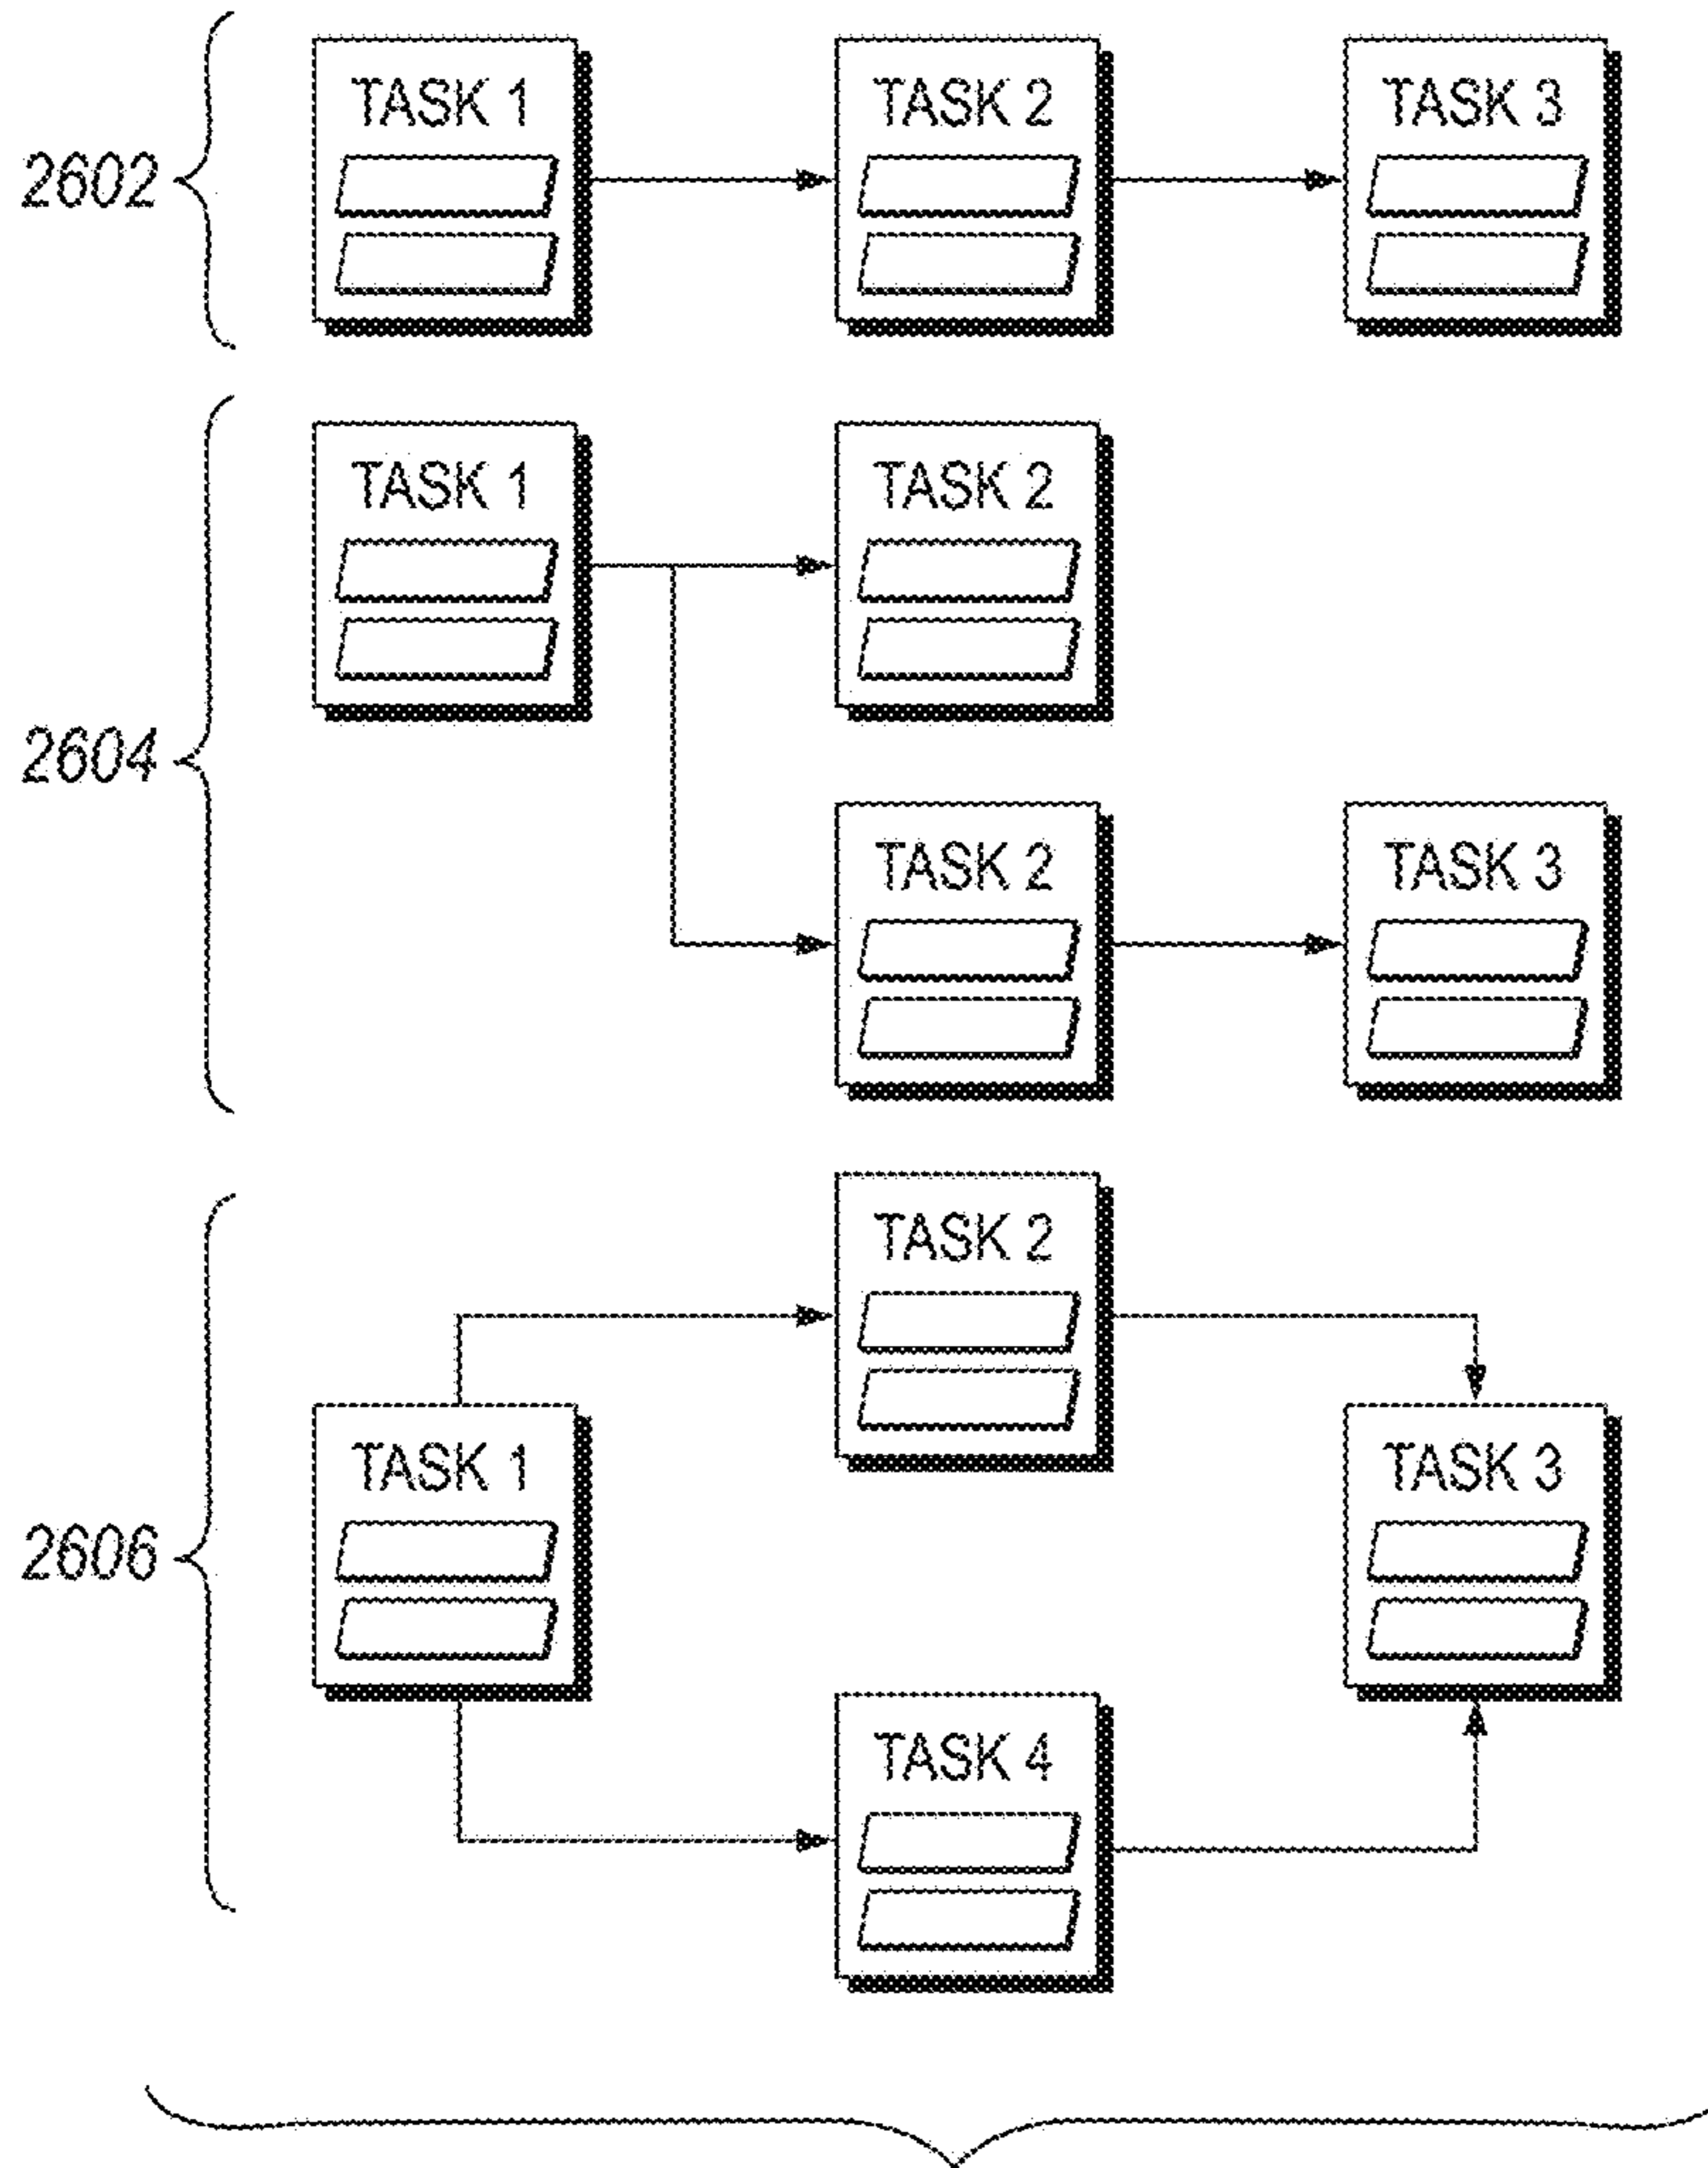 TASK 1 TASK 2 TASK 3
2602
TASK 1 TASK 2
2604
TASK 2 TASK 3
TASK 2
TASK 1 TASK 3
2606
TASK 4